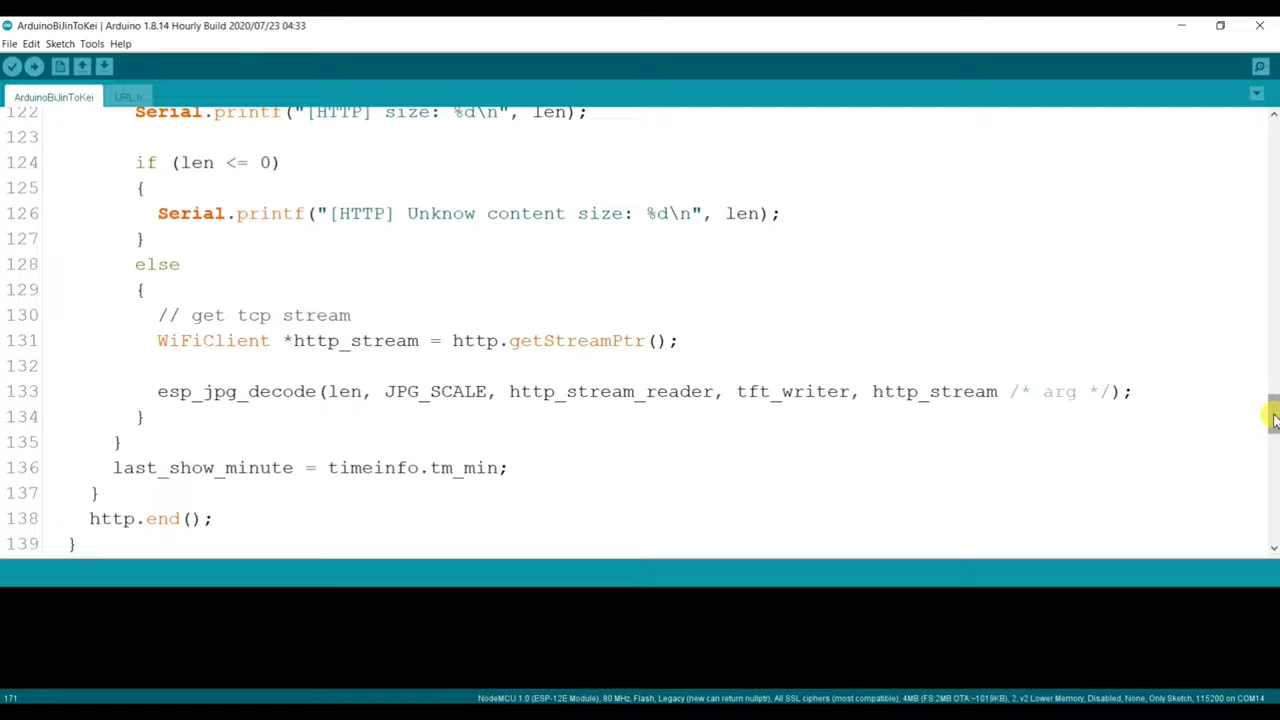 ArduinoBiJinToKei | Arduino 1.8.14 Hourly Build 2020/07/23 04:33
File Edit Sketch Tools Help
ArduinoBiJinToKei URL.h
122 Serial.printf("[HTTP] size: %d\n", len);
123
124 if (len <= 0)
125 {
126 Serial.printf("[HTTP] Unknow content size: %d\n", len);
127 }
128 else
129 {
130 // get tcp stream
131 WiFiClient *http_stream = http.getStreamPtr();
132
133 esp_jpg_decode(len, JPG_SCALE, http_stream_reader, tft_writer, http_stream /* arg */);
134 }
135 }
136 last_show_minute = timeinfo.tm_min;
137 }
138 http.end();
139 }
171 NodeMCU 1.0 (ESP-12E Module), 80 MHz, Flash, Legacy (new can return nullptr), All SSL ciphers (most compatible), 4MB (FS:2MB OTA:~1019KB), 2, v2 Lower Memory, Disabled, None, Only Sketch, 115200 on COM14